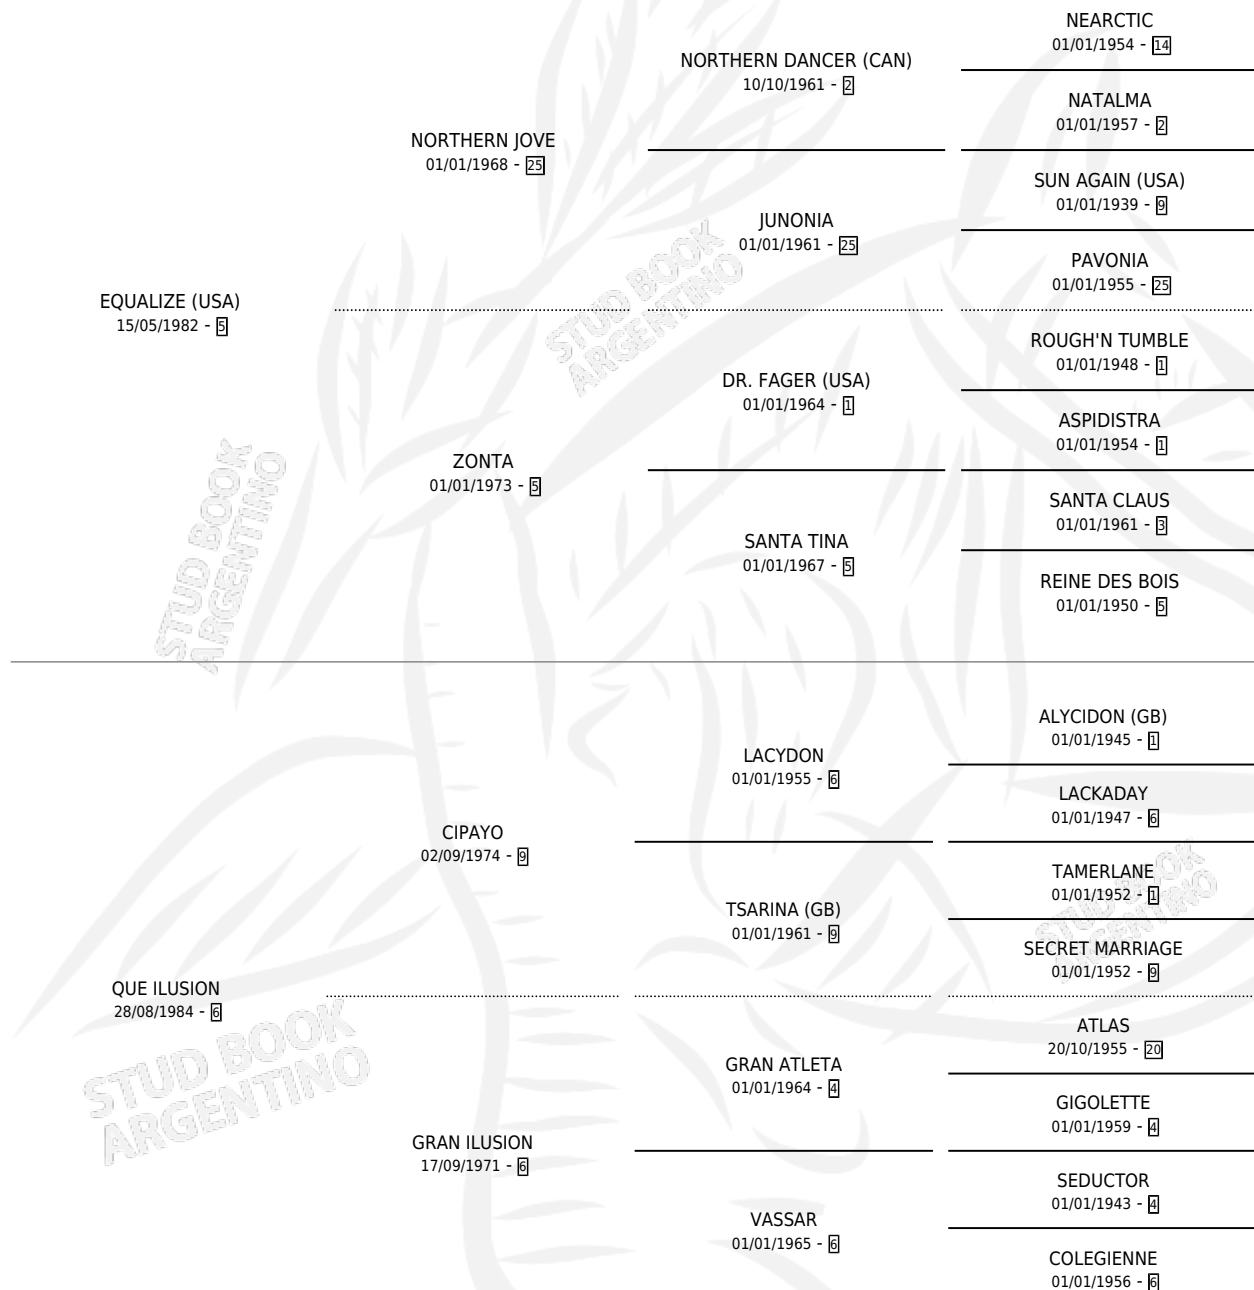 NEARCTIC
01/01/1954 - 14
NORTHERN DANCER (CAN)
10/10/1961 - 2
NATALMA
01/01/1957 - 2
NORTHERN JOVE
01/01/1968 - 25
SUN AGAIN (USA)
01/01/1939 - 9
JUNONIA
01/01/1961 - 25
PAVONIA
01/01/1955 - 25
EQUALIZE (USA)
15/05/1982 - 5
STUD BOOK
ARGENTINO
ROUGH'N TUMBLE
01/01/1948 - 1
DR. FAGER (USA)
01/01/1964 - 1
ASPIDISTRA
01/01/1954 - 1
ZONTA
01/01/1973 - 5
SANTA CLAUS
01/01/1961 - 3
SANTA TINA
01/01/1967 - 5
REINE DES BOIS
01/01/1950 - 5
STUD BOOK
ARGENTINO
ALYCIDON (GB)
01/01/1945 - 1
LACYDON
01/01/1955 - 6
LACKADAY
01/01/1947 - 6
CIPAYO
02/09/1974 - 9
TAMERLANE
01/01/1952 - 1
TSARINA (GB)
01/01/1961 - 9
SECRET MARRIAGE
01/01/1952 - 9
STUD BOOK
ARGENTINO
QUE ILUSION
28/08/1984 - 6
ATLAS
20/10/1955 - 20
GRAN ATLETA
01/01/1964 - 4
GIGOLETTE
01/01/1959 - 4
STUD BOOK
ARGENTINO
GRAN ILUSION
17/09/1971 - 6
SEDUCTOR
01/01/1943 - 4
VASSAR
01/01/1965 - 6
COLEGIENNE
01/01/1956 - 6